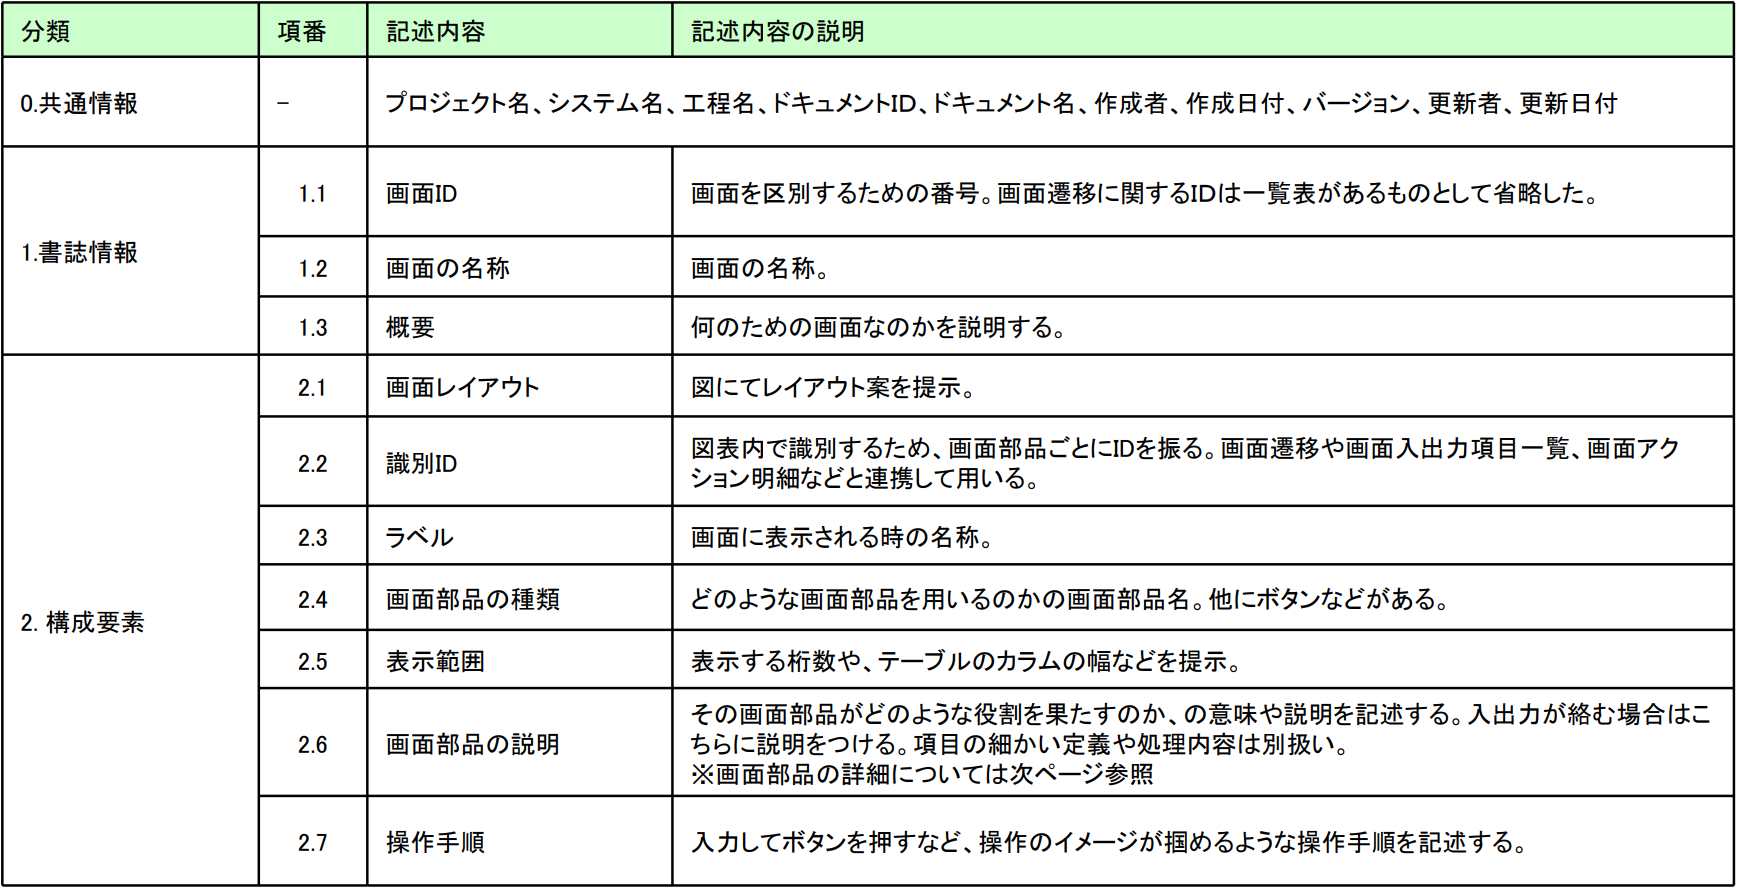 分類 項番 記述内容 記述内容の説明
0.共通情報 - プロジェクト名、システム名、工程名、ドキュメントID、ドキュメント名、作成者、作成日付、バージョン、更新者、更新日付
1.書誌情報
1.1 画面ID 画面を区別するための番号。画面遷移に関するIDは一覧表があるものとして省略した。
1.2 画面の名称 画面の名称。
1.3 概要 何のための画面なのかを説明する。
2. 構成要素
2.1 画面レイアウト 図にてレイアウト案を提示。
2.2 識別ID 図表内で識別するため、画面部品ごとにIDを振る。画面遷移や画面入出力項目一覧、画面アク
ション明細などと連携して用いる。
2.3 ラベル 画面に表示される時の名称。
2.4 画面部品の種類 どのような画面部品を用いるのかの画面部品名。他にボタンなどがある。
2.5 表示範囲 表示する桁数や、テーブルのカラムの幅などを提示。
2.6 画面部品の説明 その画面部品がどのような役割を果たすのか、の意味や説明を記述する。入出力が絡む場合はこ
ちらに説明をつける。項目の細かい定義や処理内容は別扱い。
※画面部品の詳細については次ページ参照
2.7 操作手順 入力してボタンを押すなど、操作のイメージが掴めるような操作手順を記述する。